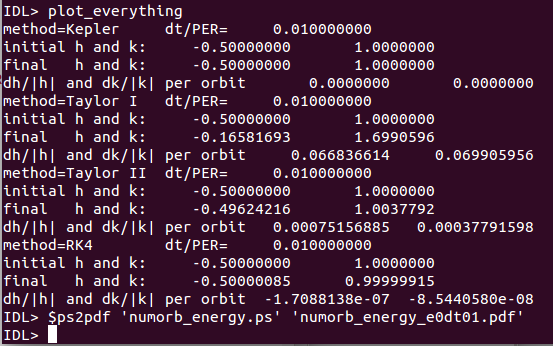 IDL> plot_everything
method=Kepler     dt/PER=     0.010000000
initial h and k:     -0.50000000       1.0000000
final   h and k:     -0.50000000       1.0000000
dh/|h| and dk/|k| per orbit       0.0000000       0.0000000
method=Taylor I   dt/PER=     0.010000000
initial h and k:     -0.50000000       1.0000000
final   h and k:     -0.16581693       1.6990596
dh/|h| and dk/|k| per orbit     0.066836614     0.069905956
method=Taylor II  dt/PER=     0.010000000
initial h and k:     -0.50000000       1.0000000
final   h and k:     -0.49624216       1.0037792
dh/|h| and dk/|k| per orbit   0.00075156885   0.00037791598
method=RK4        dt/PER=     0.010000000
initial h and k:     -0.50000000       1.0000000
final   h and k:     -0.50000085      0.99999915
dh/|h| and dk/|k| per orbit  -1.7088138e-07  -8.5440580e-08
IDL> $ps2pdf 'numorb_energy.ps' 'numorb_energy_e0dt01.pdf'
IDL>